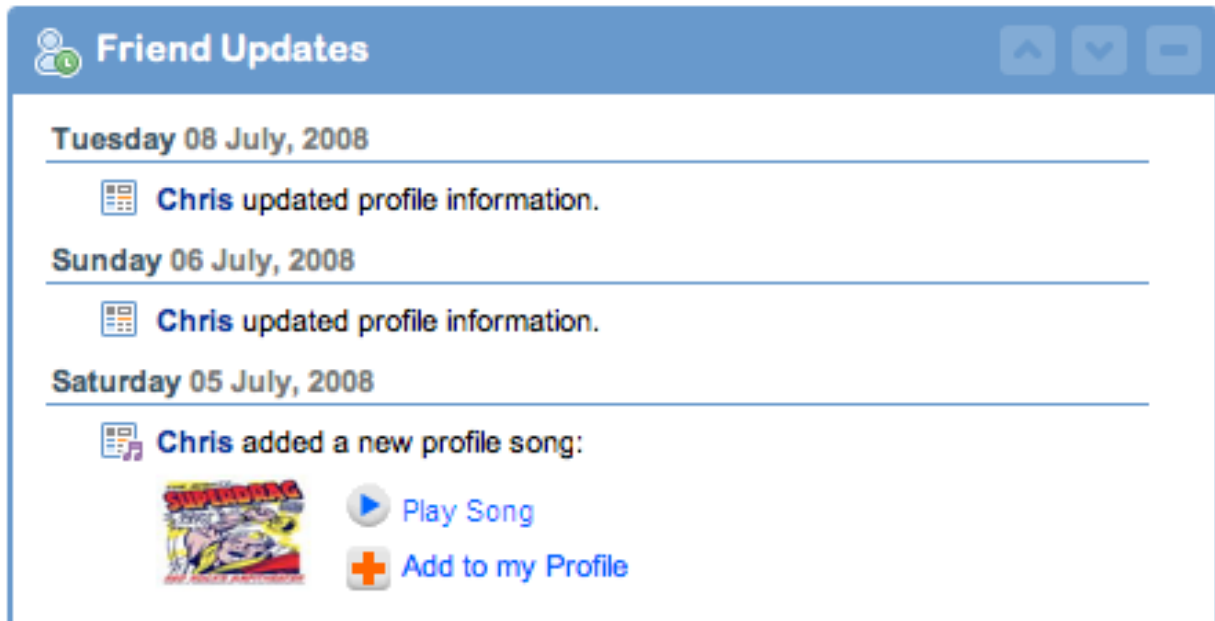 Friend Updates
Tuesday 08 July, 2008
Chris updated profile information.
Sunday 06 July, 2008
Chris updated profile information.
Saturday 05 July, 2008
Chris added a new profile song:
SUPERDRAG
Play Song
Add to my Profile